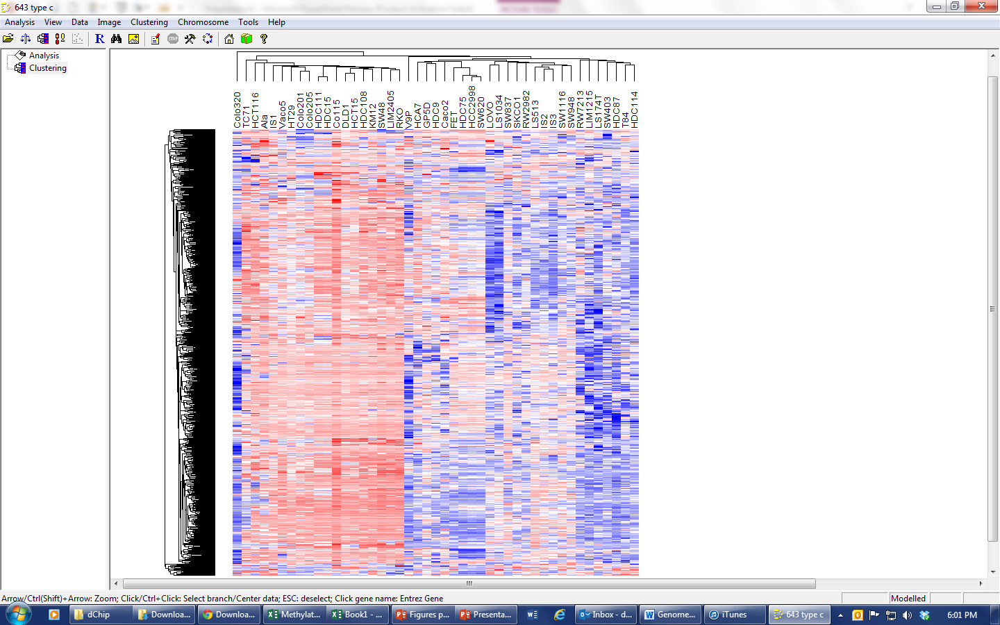 643 type c
Analysis View Data Image Clustering Chromosome Tools Help
R STOP ?
Analysis
Clustering
Colo320
TC71
HCT116
Ala
IS1
Vaco5
HT29
Colo201
Colo205
HDC111
HDC15
Co115
DLD1
HCT15
HDC108
KM12
SW48
LIM2405
RKO
V9P
HCA7
GP5D
HDC9
Caco2
FET
HDC75
HCC2998
SW620
LOVO
LS1034
SW837
SKCO1
RW2982
LS513
IS2
IS3
SW1116
SW948
RW7213
LIM1215
LS174T
SW403
HDC87
T84
HDC114
Arrow/Ctrl(Shift)+Arrow: Zoom; Click/Ctrl+Click: Select branch/Center data; ESC: deselect; Click gene name: Entrez Gene
Modelled
dChip Downloa... Downloa... Methylat... Book1 - ... Figures p... Presenta... Inbox - d... Genome... iTunes 643 type c 6:01 PM